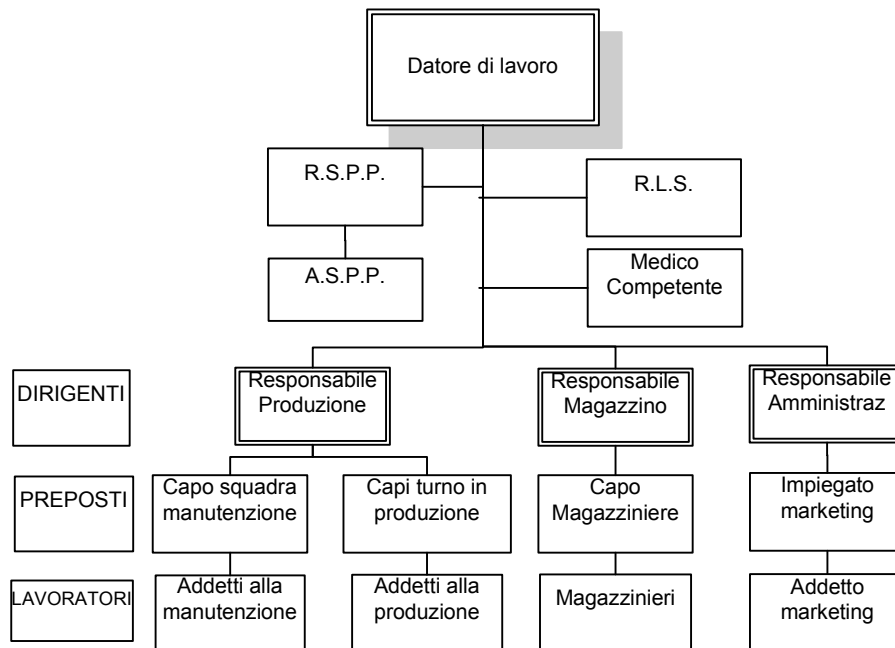 Datore di lavoro
R.S.P.P.
R.L.S.
A.S.P.P.
Medico
Competente
DIRIGENTI
Responsabile
Produzione
Responsabile
Magazzino
Responsabile
Amministraz
PREPOSTI
Capo squadra
manutenzione
Capi turno in
produzione
Capo
Magazziniere
Impiegato
marketing
LAVORATORI
Addetti alla
manutenzione
Addetti alla
produzione
Magazzinieri
Addetto
marketing